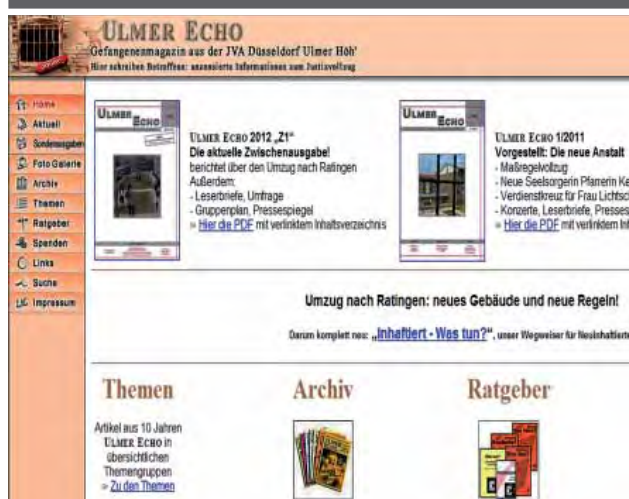 ULMER ECHO
Gefangenenmagazin aus der JVA Düsseldorf Ulmer Höh'
Hier schreiben Betroffene: unzensierte Informationen zum Justizvollzug
Home
Aktuell
Sonderausgaben
Foto Galerie
Archiv
Themen
Ratgeber
Spenden
Links
Suche
Impressum
ULMER ECHO
ULMER ECHO 2012 „Z1“
Die aktuelle Zwischenausgabe!
berichtet über den Umzug nach Ratingen
Außerdem:
- Leserbriefe, Umfrage
- Gruppenplan, Pressespiegel
» Hier die PDF mit verlinktem Inhaltsverzeichnis
ULMER ECHO
ULMER ECHO 1/2011
Vorgestellt: Die neue Anstalt
- Maßregelvollzug
- Neue Seelsorgerin Pfarrerin Ke
- Verdienstkreuz für Frau Lichtsc
- Konzerte, Leserbriefe, Presses
» Hier die PDF mit verlinktem Inh
Umzug nach Ratingen: neues Gebäude und neue Regeln!
Darum komplett neu: „Inhaftiert - Was tun?“, unser Wegweiser für Neuinhaftierte
Themen
Artikel aus 10 Jahren
ULMER ECHO in
übersichtlichen
Themengruppen
» Zu den Themen
Archiv
Ratgeber